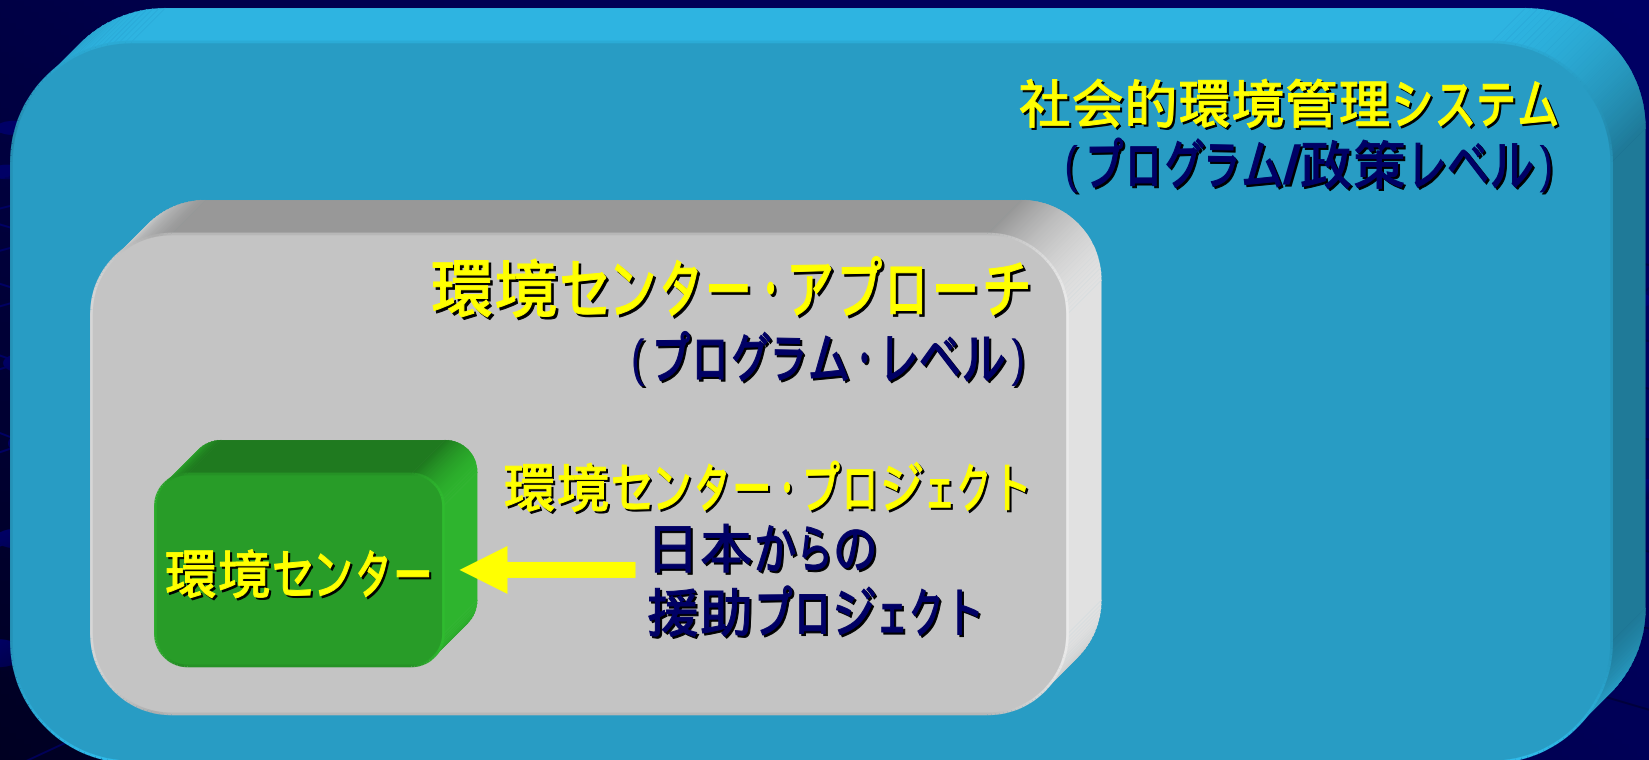 社会的環境管理システム
(プログラム/政策レベル)
環境センター・アプローチ
(プログラム・レベル)
環境センター・プロジェクト
日本からの
援助プロジェクト
環境センター